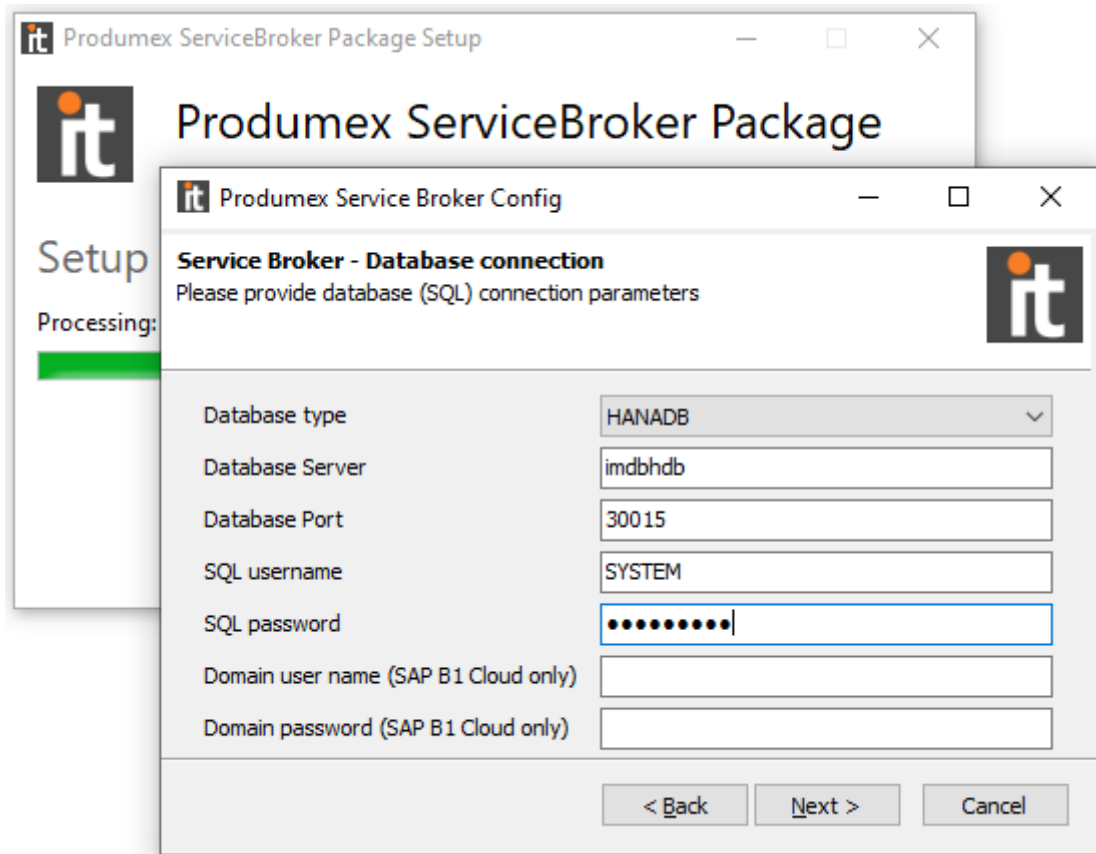 it Produmex ServiceBroker Package Setup
it Produmex ServiceBroker Package
it Produmex Service Broker Config
Setup
Service Broker - Database connection
Please provide database (SQL) connection parameters
it
Processing:
Database type HANADB
Database Server imdbhdb
Database Port 30015
SQL username SYSTEM
SQL password ●●●●●●●●●
Domain user name (SAP B1 Cloud only)
Domain password (SAP B1 Cloud only)
< Back Next > Cancel